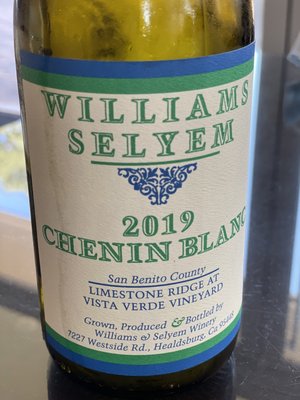 WILLIAMS
SELYEM
2019
CHENIN BLANC
San Benito County
LIMESTONE RIDGE AT
VISTA VERDE VINEYARD
Grown, Produced & Bottled by
Williams & Selyem Winery
7227 Westside Rd., Healdsburg, Ca 95448